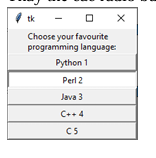 tk
Choose your favourite
programming language:
Python 1
Perl 2
Java 3
C++ 4
C 5